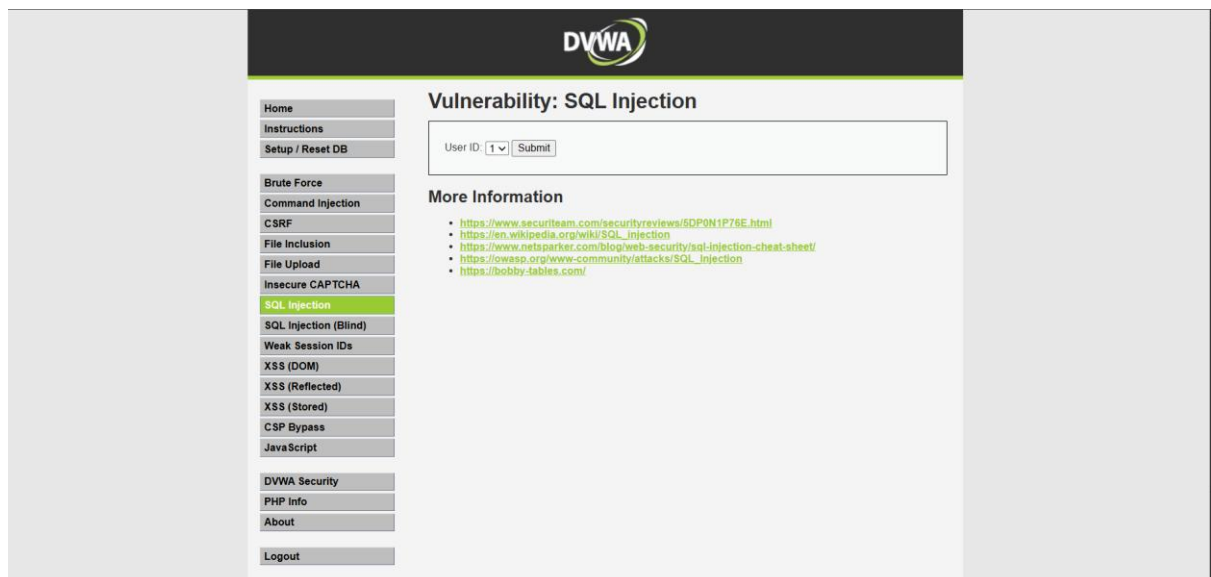 DVWA
Home
Instructions
Setup / Reset DB
Brute Force
Command Injection
CSRF
File Inclusion
File Upload
Insecure CAPTCHA
SQL Injection
SQL Injection (Blind)
Weak Session IDs
XSS (DOM)
XSS (Reflected)
XSS (Stored)
CSP Bypass
JavaScript
DVWA Security
PHP Info
About
Logout
Vulnerability: SQL Injection
User ID: 1 Submit
More Information
https://www.securiteam.com/securityreviews/5DP0N1P76E.html
https://en.wikipedia.org/wiki/SQL_injection
https://www.netsparker.com/blog/web-security/sql-injection-cheat-sheet/
https://owasp.org/www-community/attacks/SQL_Injection
https://bobby-tables.com/